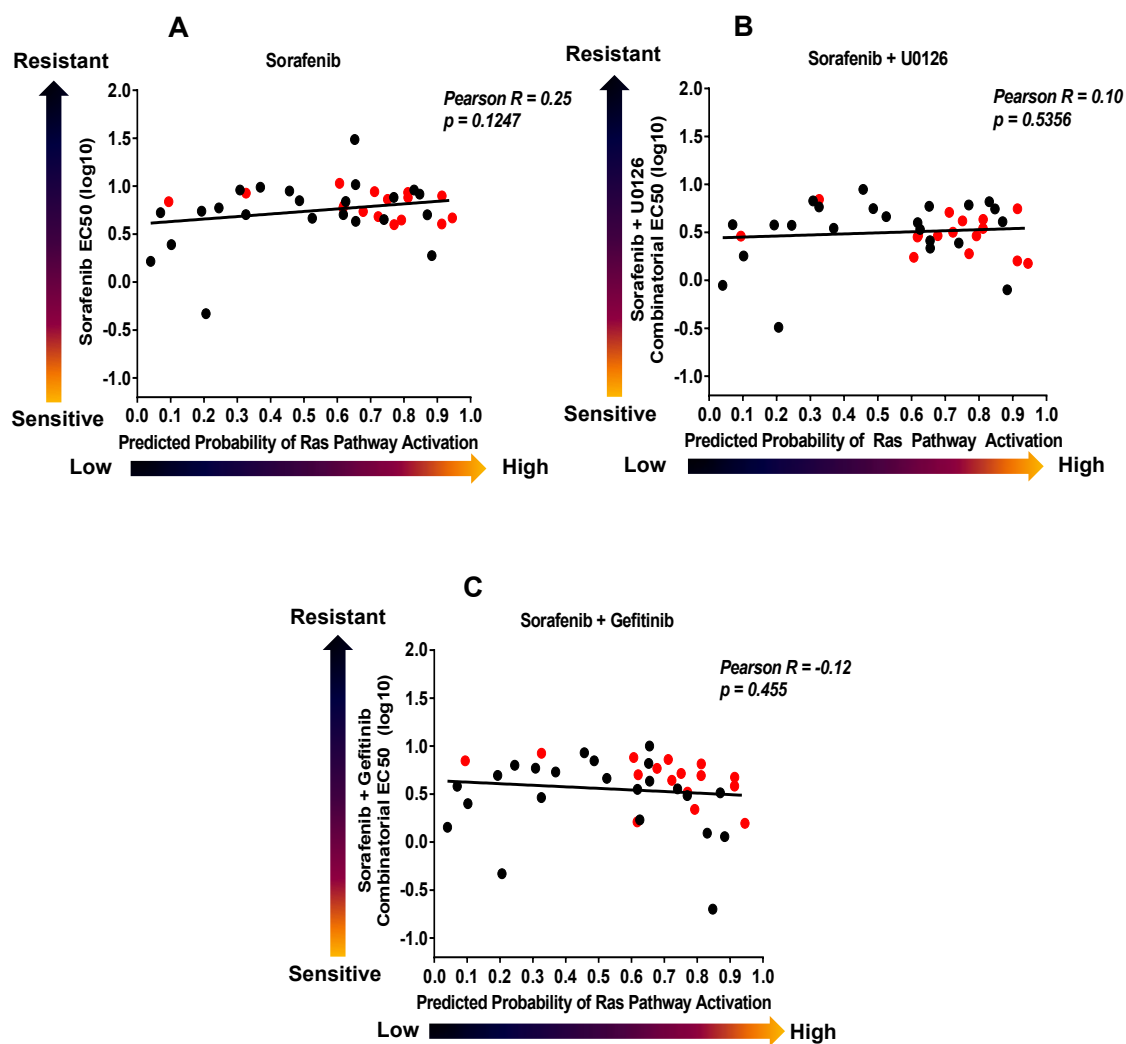 A
Sorafenib
Resistant
Pearson R = 0.25
p = 0.1247
Sorafenib EC50 (log10)
2.0
1.5
1.0
0.5
0.0
-0.5
-1.0
Sensitive
0.0 0.1 0.2 0.3 0.4 0.5 0.6 0.7 0.8 0.9 1.0
Predicted Probability of Ras Pathway Activation
Low High
B
Sorafenib + U0126
Resistant
Pearson R = 0.10
p = 0.5356
Sorafenib + U0126
Combinatorial EC50 (log10)
2.0
1.5
1.0
0.5
0.0
-0.5
-1.0
Sensitive
0.0 0.1 0.2 0.3 0.4 0.5 0.6 0.7 0.8 0.9 1.0
Predicted Probability of Ras Pathway Activation
Low High
C
Sorafenib + Gefitinib
Resistant
Pearson R = -0.12
p = 0.455
Sorafenib + Gefitinib
Combinatorial EC50 (log10)
2.0
1.5
1.0
0.5
0.0
-0.5
-1.0
Sensitive
0.0 0.1 0.2 0.3 0.4 0.5 0.6 0.7 0.8 0.9 1.0
Predicted Probability of Ras Pathway Activation
Low High